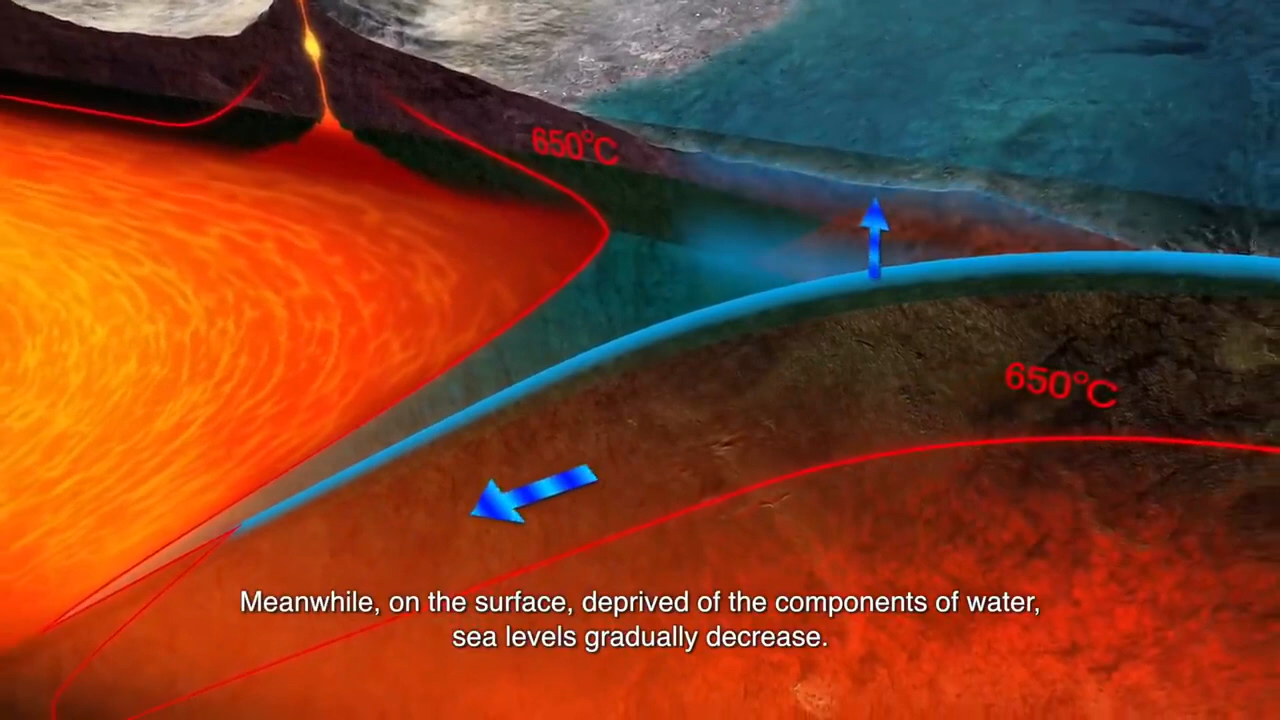 650°C
650°C
Meanwhile, on the surface, deprived of the components of water,
sea levels gradually decrease.